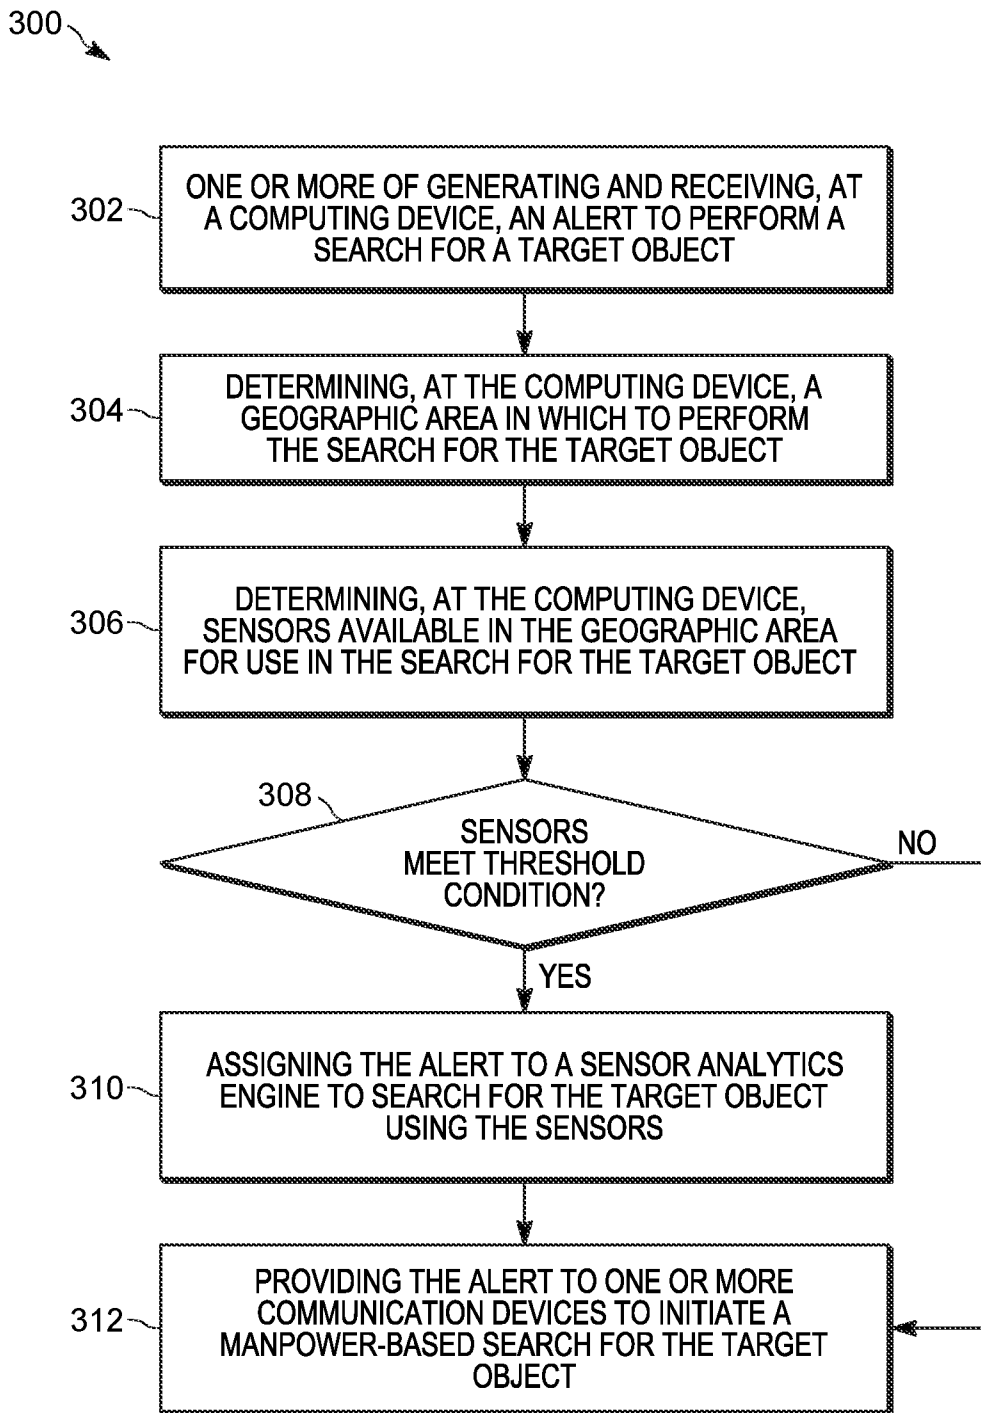 300
302
ONE OR MORE OF GENERATING AND RECEIVING, AT
A COMPUTING DEVICE, AN ALERT TO PERFORM A
SEARCH FOR A TARGET OBJECT
304
DETERMINING, AT THE COMPUTING DEVICE, A
GEOGRAPHIC AREA IN WHICH TO PERFORM
THE SEARCH FOR THE TARGET OBJECT
306
DETERMINING, AT THE COMPUTING DEVICE,
SENSORS AVAILABLE IN THE GEOGRAPHIC AREA
FOR USE IN THE SEARCH FOR THE TARGET OBJECT
308
SENSORS
MEET THRESHOLD
CONDITION?
NO
YES
310
ASSIGNING THE ALERT TO A SENSOR ANALYTICS
ENGINE TO SEARCH FOR THE TARGET OBJECT
USING THE SENSORS
312
PROVIDING THE ALERT TO ONE OR MORE
COMMUNICATION DEVICES TO INITIATE A
MANPOWER-BASED SEARCH FOR THE TARGET
OBJECT